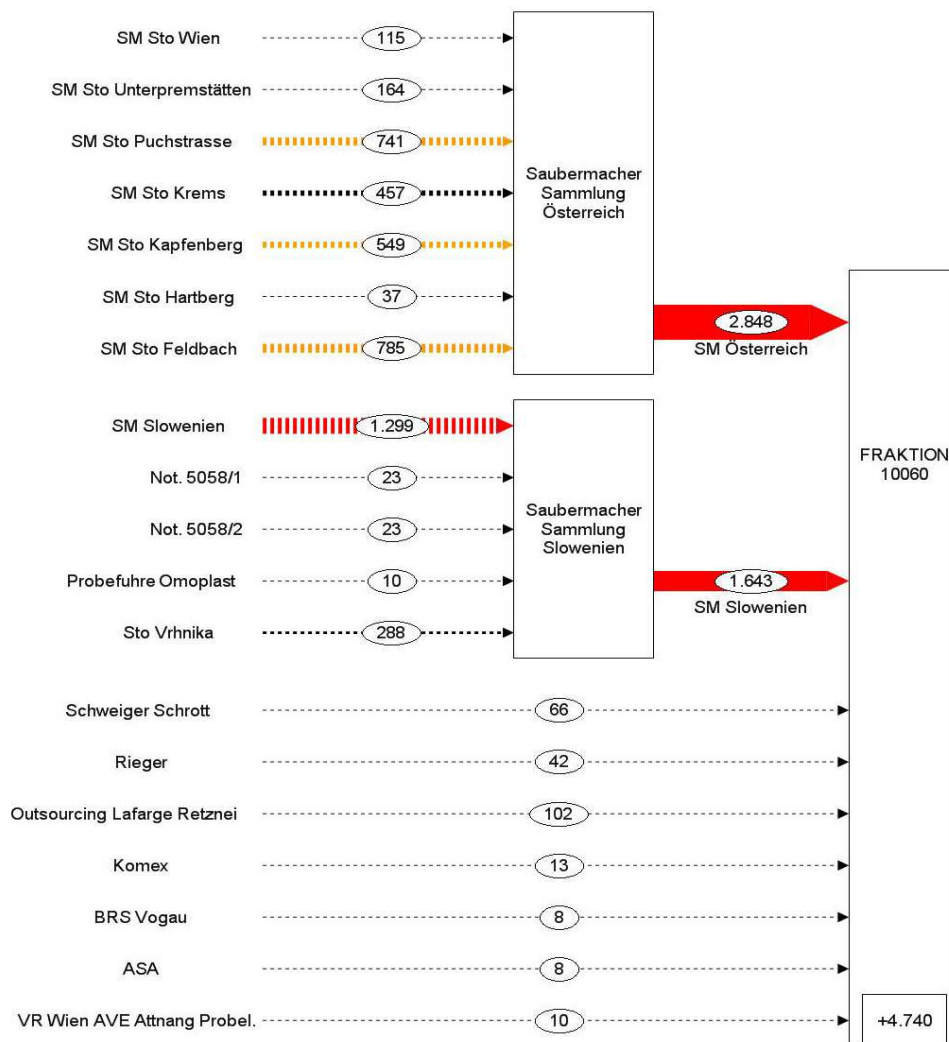 SM Sto Wien 115
SM Sto Unterpremstätten 164
SM Sto Puchstrasse 741
SM Sto Krems 457
SM Sto Kapfenberg 549
SM Sto Hartberg 37
SM Sto Feldbach 785
Saubermacher
Sammlung
Österreich
2.848
SM Österreich
SM Slowenien 1.299
Not. 5058/1 23
Not. 5058/2 23
Probefuhre Omoplast 10
Sto Vrhnika 288
Saubermacher
Sammlung
Slowenien
1.643
SM Slowenien
FRAKTION
10060
Schweiger Schrott 66
Rieger 42
Outsourcing Lafarge Retznei 102
Komex 13
BRS Vogau 8
ASA 8
VR Wien AVE Attnang Probel. 10
+4.740